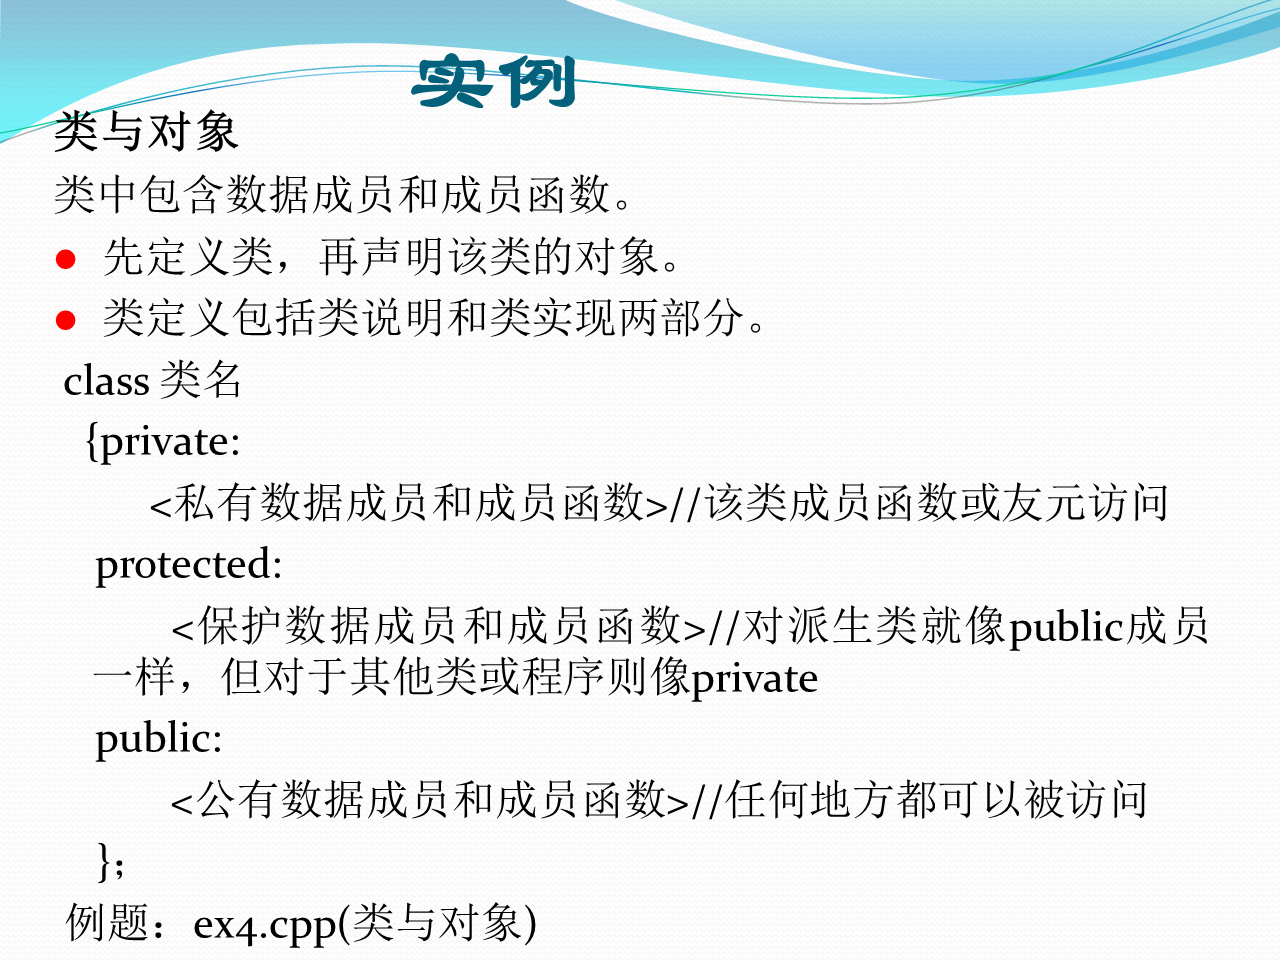 实例
类与对象
类中包含数据成员和成员函数。
● 先定义类，再声明该类的对象。
● 类定义包括类说明和类实现两部分。
class 类名
{private:
<私有数据成员和成员函数>//该类成员函数或友元访问
protected:
<保护数据成员和成员函数>//对派生类就像public成员
一样，但对于其他类或程序则像private
public:
<公有数据成员和成员函数>//任何地方都可以被访问
};
例题：ex4.cpp(类与对象)